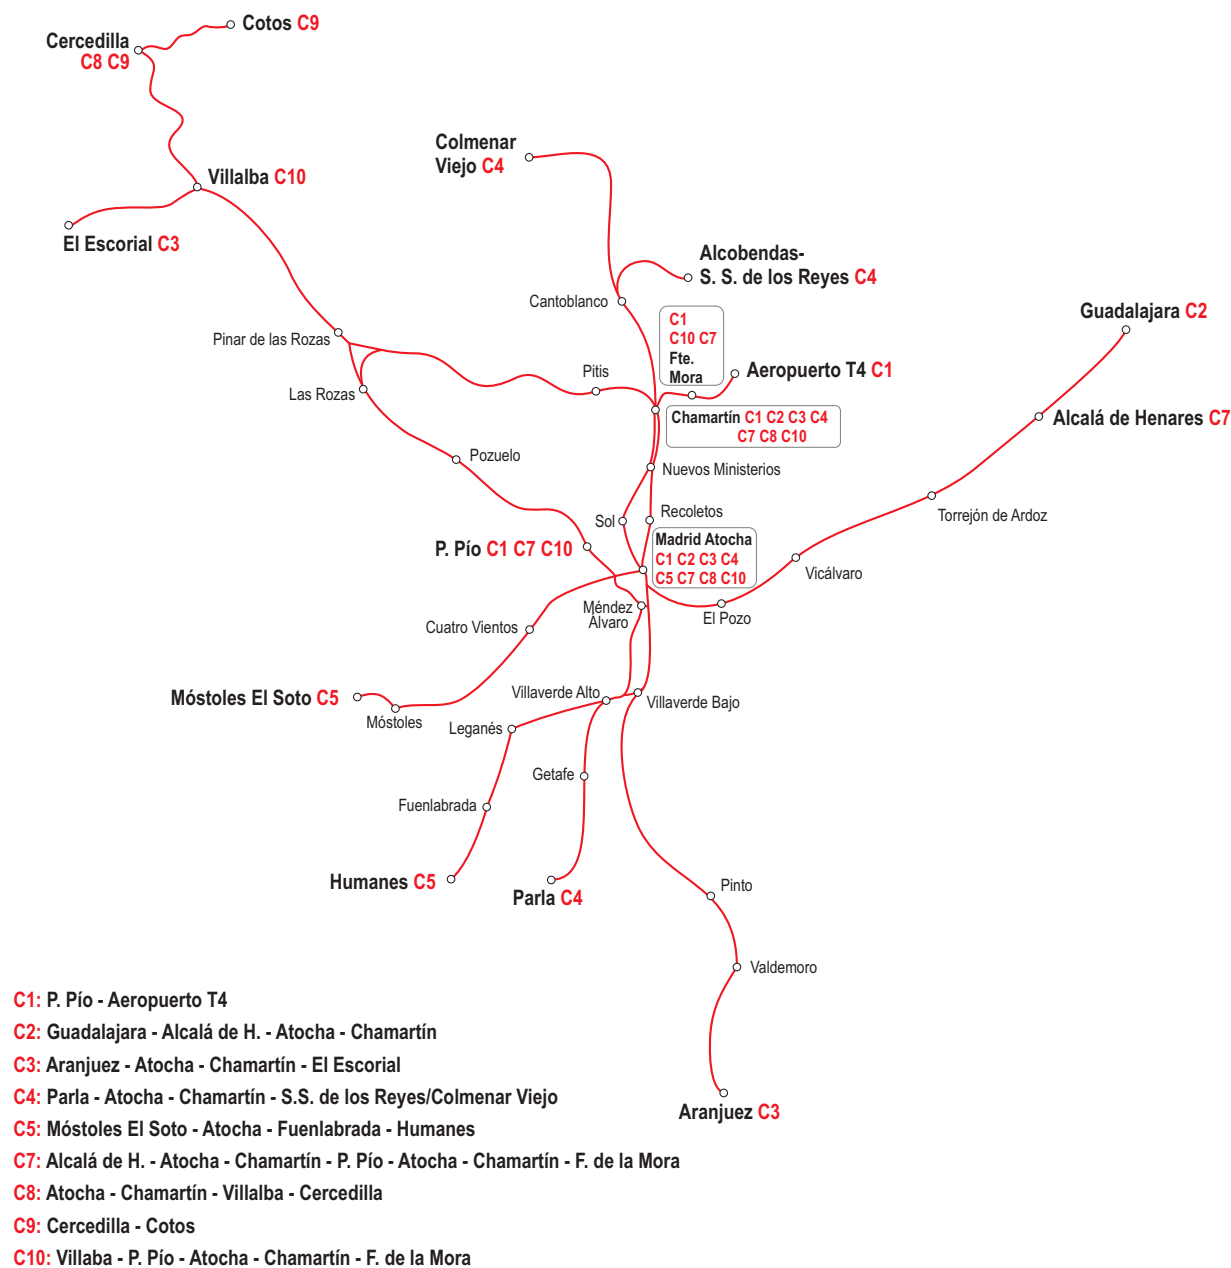 Cotos C9
Cercedilla
C8 C9
Colmenar
Viejo C4
Villalba C10
El Escorial C3
Alcobendas-
S. S. de los Reyes C4
Cantoblanco
Guadalajara C2
C1
C10 C7
Fte.
Mora
Pinar de las Rozas
Pitis
Aeropuerto T4 C1
Las Rozas
Chamartín C1 C2 C3 C4
C7 C8 C10
Alcalá de Henares C7
Pozuelo
Nuevos Ministerios
Sol
Recoletos
Torrejón de Ardoz
P. Pío C1 C7 C10
Madrid Atocha
C1 C2 C3 C4
C5 C7 C8 C10
Vicálvaro
Méndez
Álvaro
El Pozo
Cuatro Vientos
Móstoles El Soto C5
Móstoles
Villaverde Alto
Villaverde Bajo
Leganés
Getafe
Fuenlabrada
Humanes C5
Parla C4
Pinto
Valdemoro
Aranjuez C3
C1: P. Pío - Aeropuerto T4
C2: Guadalajara - Alcalá de H. - Atocha - Chamartín
C3: Aranjuez - Atocha - Chamartín - El Escorial
C4: Parla - Atocha - Chamartín - S.S. de los Reyes/Colmenar Viejo
C5: Móstoles El Soto - Atocha - Fuenlabrada - Humanes
C7: Alcalá de H. - Atocha - Chamartín - P. Pío - Atocha - Chamartín - F. de la Mora
C8: Atocha - Chamartín - Villalba - Cercedilla
C9: Cercedilla - Cotos
C10: Villaba - P. Pío - Atocha - Chamartín - F. de la Mora